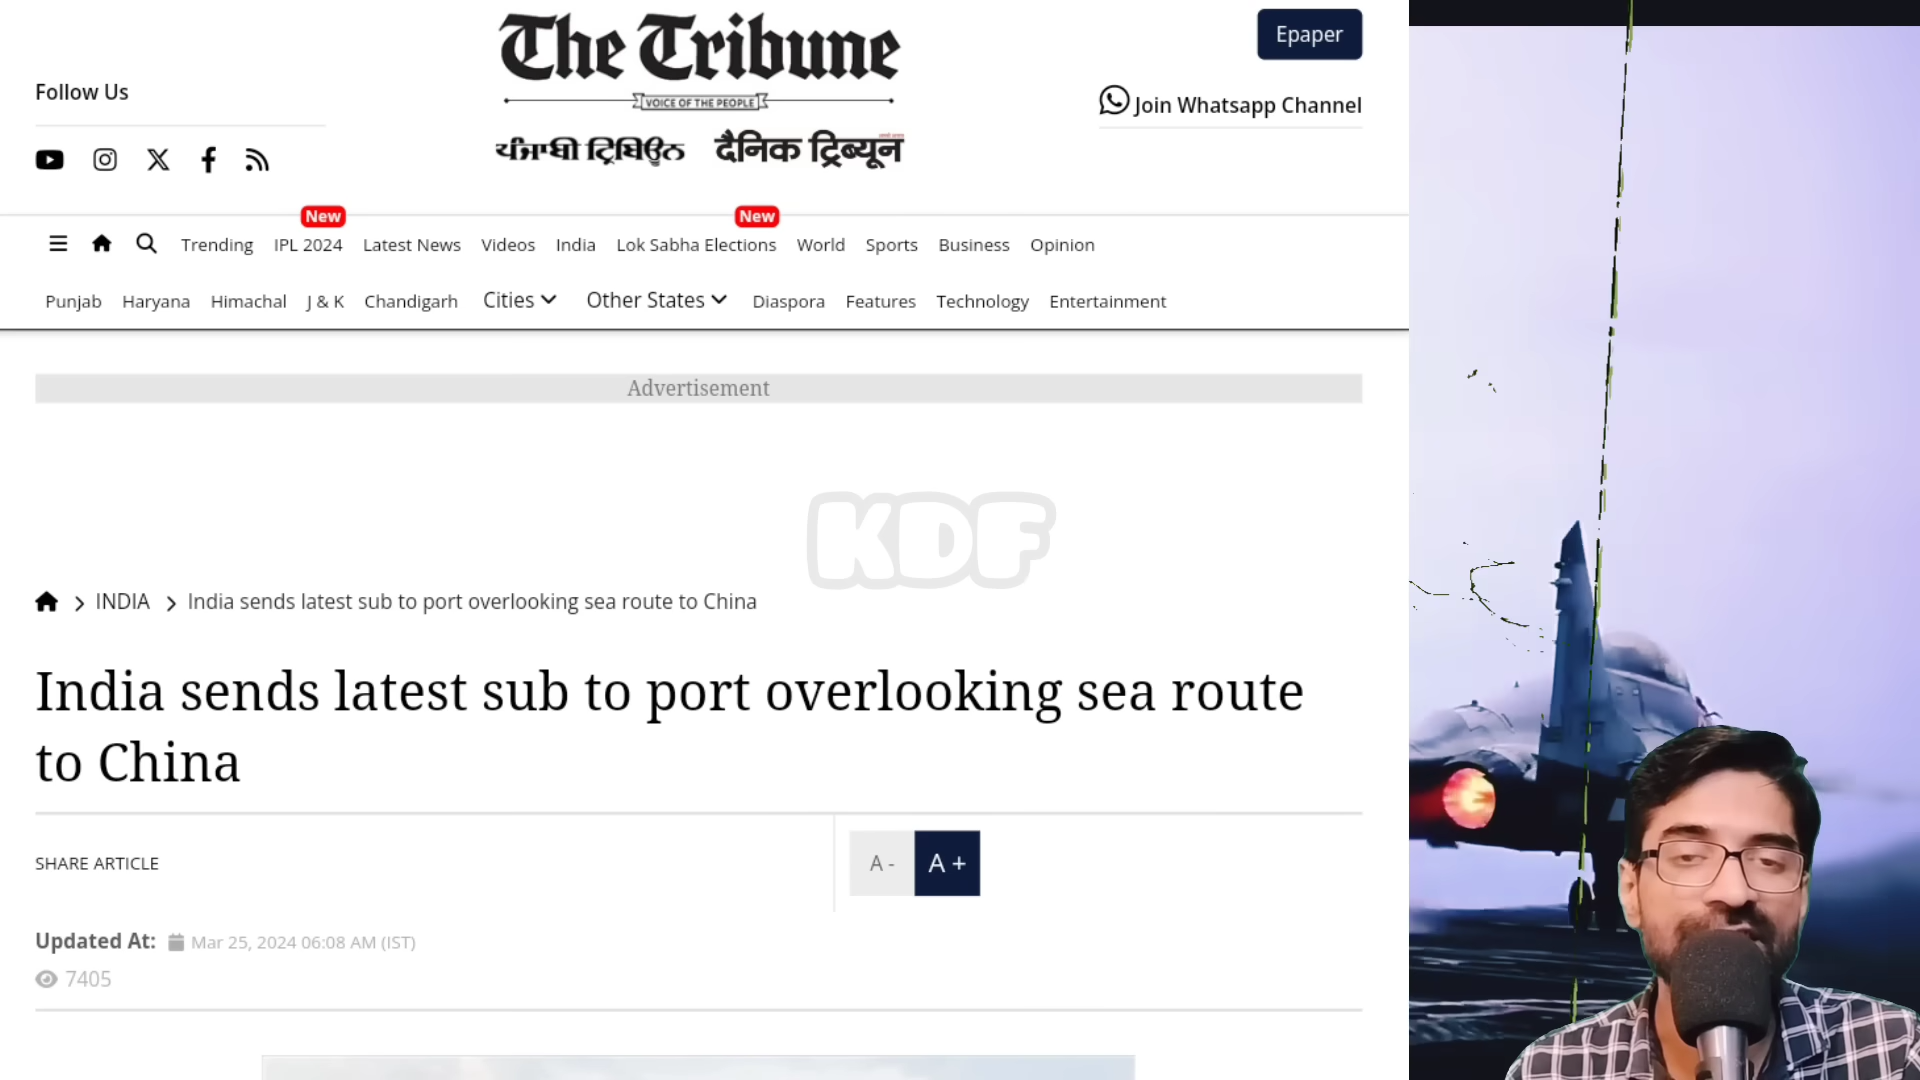 The Tribune
VOICE OF THE PEOPLE
ਪੰਜਾਬੀ ਟ੍ਰਿਬਿਊਨ दैनिक ट्रिब्यून
Epaper
Follow Us
Join Whatsapp Channel
New New
Trending IPL 2024 Latest News Videos India Lok Sabha Elections World Sports Business Opinion
Punjab Haryana Himachal J & K Chandigarh Cities Other States Diaspora Features Technology Entertainment
Advertisement
KDF
INDIA India sends latest sub to port overlooking sea route to China
India sends latest sub to port overlooking sea route
to China
SHARE ARTICLE
A - A +
Updated At: Mar 25, 2024 06:08 AM (IST)
7405